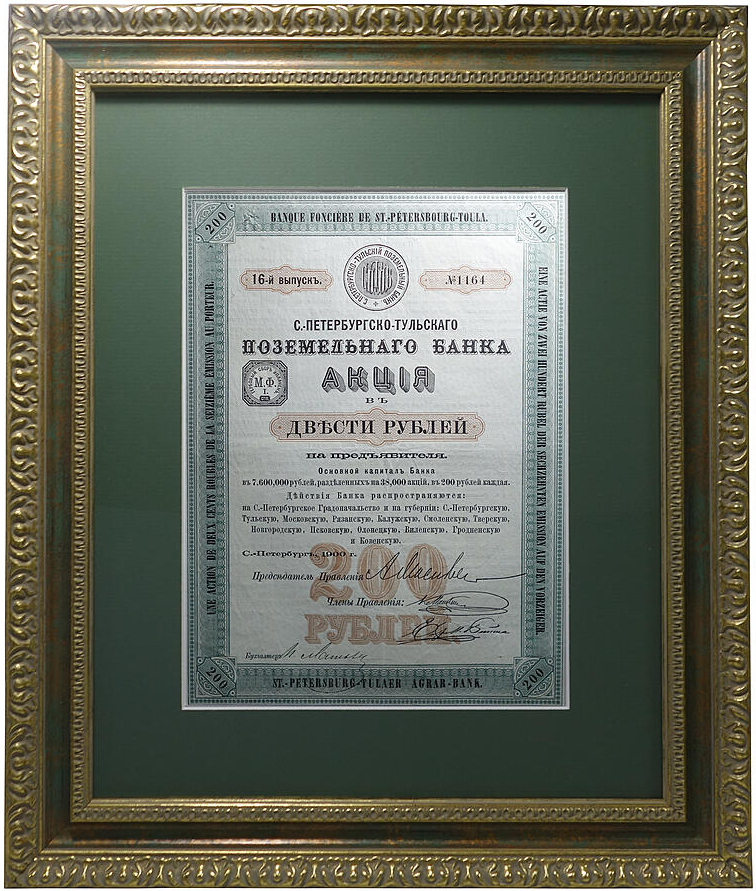 200
BANQUE FONCIÈRE DE ST.-PÉTERSBOURG-TOULA.
200
С.ПЕТЕРБУРГСКО-ТУЛЬСКІЙ ПОЗЕМЕЛЬНЫЙ БАНКЪ
16-й выпускъ.
№1164
С.-ПЕТЕРБУРГСКО-ТУЛЬСКАГО
ПОЗЕМЕЛЬНАГО БАНКА
М.Ф.
I.
АКЦІЯ
ВЪ
ДВѢСТИ РУБЛЕЙ
на предъявителя.
Основной капиталъ Банка
въ 7.600,000 рублей, раздѣленныхъ на 38,000 акцій, въ 200 рублей каждая.
Дѣйствія Банка распространяются:
на С.-Петербургское Градоначальство и на губерніи: С.-Петербургскую,
Тульскую, Московскую, Рязанскую, Калужскую, Смоленскую, Тверскую,
Новгородскую, Псковскую, Олонецкую, Виленскую, Гродненскую
и Ковенскую.
С.-Петербургъ, 1900 г.
200
РУБЛЕЙ
Предсѣдатель Правленія
Члены Правленія:
Бухгалтеръ
UNE ACTION DE DEUX CENTS ROUBLES DE LA SEIZIÈME ÉMISSION AU PORTEUR.
EINE ACTIE VON ZWEI HUNDERT RUBEL DER SECHZEHNTEN EMISSION AUF DEN VORZEIGER.
200
ST.-PETERSBURG-TULAER AGRAR-BANK.
200